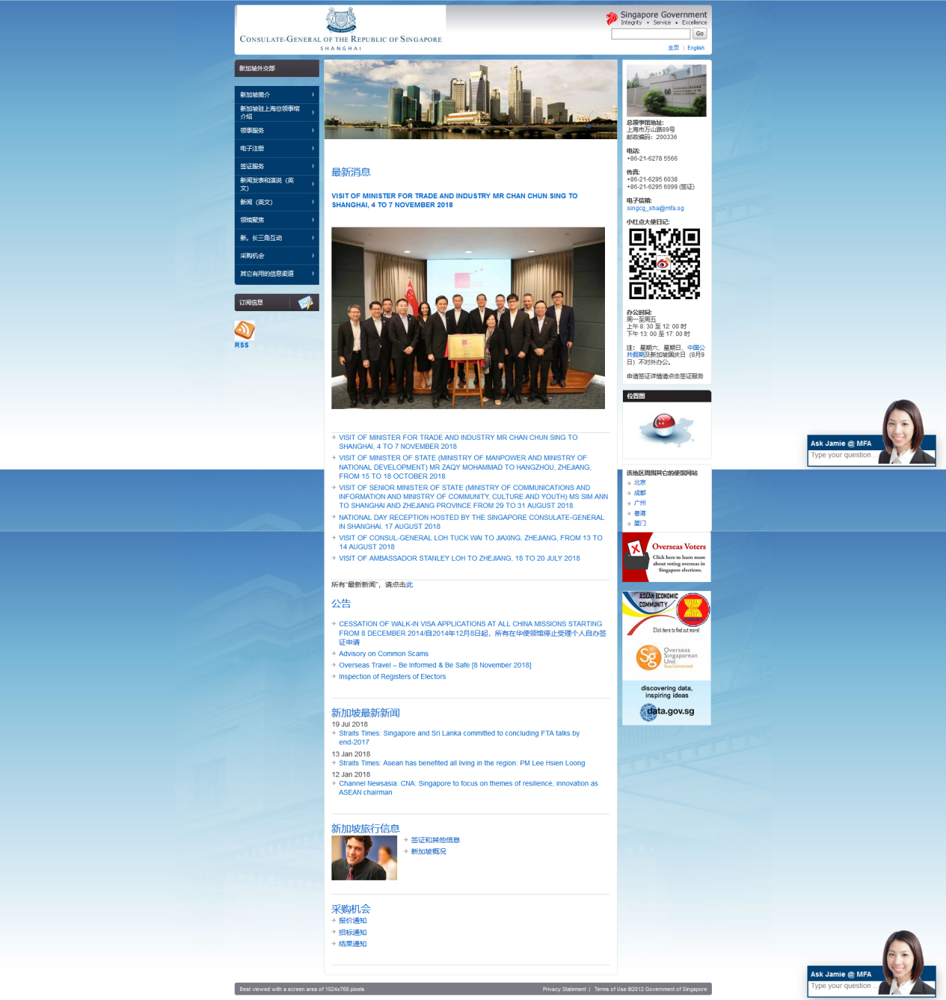 CONSULATE-GENERAL OF THE REPUBLIC OF SINGAPORE
SHANGHAI
Singapore Government
Integrity • Service • Excellence
Go
主页 | English
新加坡外交部
新加坡简介
新加坡驻上海总领事馆
介绍
领事服务
电子注册
签证服务
新闻发表和演说（英
文）
新闻（英文）
领馆聚焦
新。长三角互动
采购机会
其它有用的信息渠道
订阅信息
RSS
最新消息
VISIT OF MINISTER FOR TRADE AND INDUSTRY MR CHAN CHUN SING TO
SHANGHAI, 4 TO 7 NOVEMBER 2018
VISIT OF MINISTER FOR TRADE AND INDUSTRY MR CHAN CHUN SING TO
SHANGHAI, 4 TO 7 NOVEMBER 2018
VISIT OF MINISTER OF STATE (MINISTRY OF MANPOWER AND MINISTRY OF
NATIONAL DEVELOPMENT) MR ZAQY MOHAMMAD TO HANGZHOU, ZHEJIANG,
FROM 15 TO 18 OCTOBER 2018
VISIT OF SENIOR MINISTER OF STATE (MINISTRY OF COMMUNICATIONS AND
INFORMATION AND MINISTRY OF COMMUNITY, CULTURE AND YOUTH) MS SIM ANN
TO SHANGHAI AND ZHEJIANG PROVINCE FROM 29 TO 31 AUGUST 2018
NATIONAL DAY RECEPTION HOSTED BY THE SINGAPORE CONSULATE-GENERAL
IN SHANGHAI, 17 AUGUST 2018
VISIT OF CONSUL-GENERAL LOH TUCK WAI TO JIAXING, ZHEJIANG, FROM 13 TO
14 AUGUST 2018
VISIT OF AMBASSADOR STANLEY LOH TO ZHEJIANG, 18 TO 20 JULY 2018
所有"最新新闻"，请点击此
公告
CESSATION OF WALK-IN VISA APPLICATIONS AT ALL CHINA MISSIONS STARTING
FROM 8 DECEMBER 2014/自2014年12月8日起，所有在华使领馆停止受理个人自办签
证申请
Advisory on Common Scams
Overseas Travel – Be Informed & Be Safe [8 November 2018]
Inspection of Registers of Electors
新加坡最新新闻
19 Jul 2018
Straits Times: Singapore and Sri Lanka committed to concluding FTA talks by
end-2017
13 Jan 2018
Straits Times: Asean has benefited all living in the region: PM Lee Hsien Loong
12 Jan 2018
Channel Newsasia: CNA: Singapore to focus on themes of resilience, innovation as
ASEAN chairman
新加坡旅行信息
签证和其他信息
新加坡概况
采购机会
报价通知
招标通知
结果通知
总领事馆地址:
上海市万山路89号
邮政编码：200336
电话:
+86-21-6278 5566
传真:
+86-21-6295 6038
+86-21-6295 6099 (签证)
电子信箱:
singcg_sha@mfa.sg
小红点大使日记:
办公时间:
周一至周五
上午 8: 30 至 12: 00 时
下午 13: 00 至 17: 00 时
注： 星期六、星期日、中国公
共假期及新加坡国庆日（8月9
日）不对外办公。
申请签证详情请点击签证服务
位置图
该地区周围其它的使馆网站
北京
成都
广州
香港
厦门
Overseas Voters
Click here to learn more
about voting overseas in
Singapore elections.
ASEAN ECONOMIC
COMMUNITY
Click here to find out more!
Sg
Overseas
Singaporean
Unit
Stay Connected
discovering data,
inspiring ideas
data.gov.sg
Ask Jamie @ MFA
Type your question ...
Ask Jamie @ MFA
Type your question ...
Best viewed with a screen area of 1024x768 pixels
Privacy Statement | Terms of Use ©2012 Government of Singapore